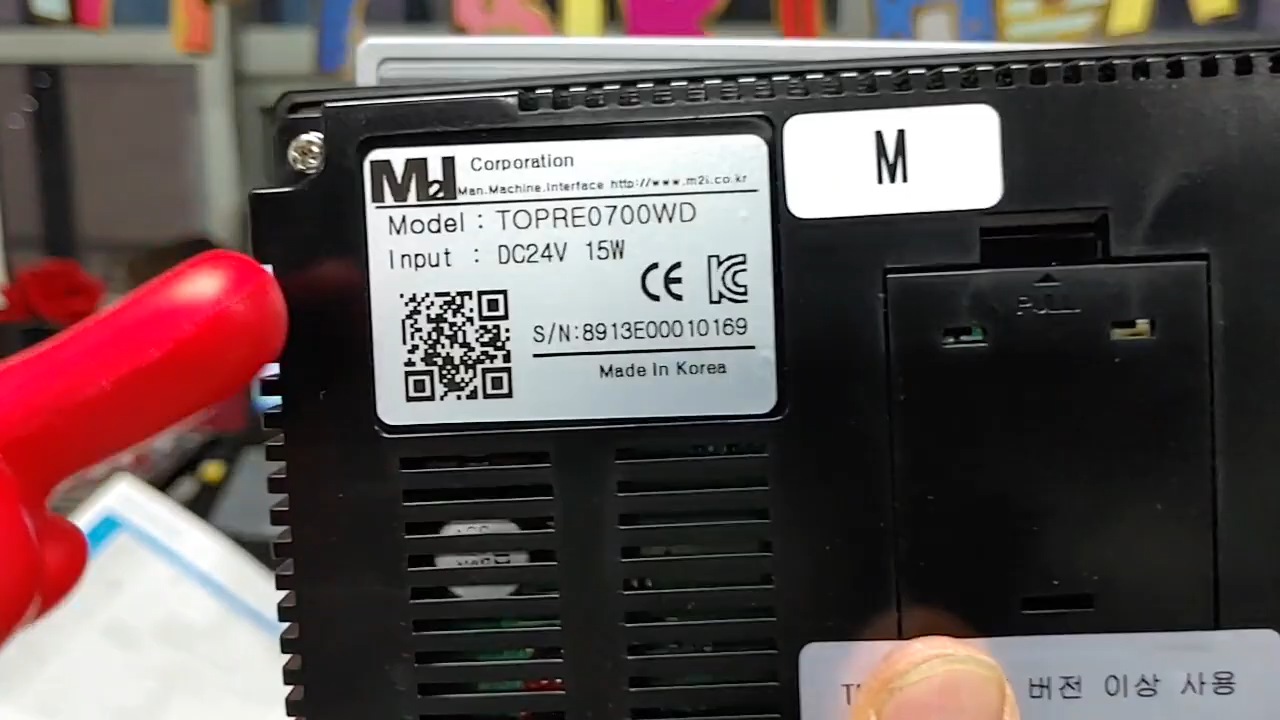 M2I Corporation
Man.Machine.Interface http://www.m2i.co.kr
Model : TOPRE0700WD
Input : DC24V 15W
CE
S/N:8913E00010169
Made In Korea
M
PULL
버전 이상 사용